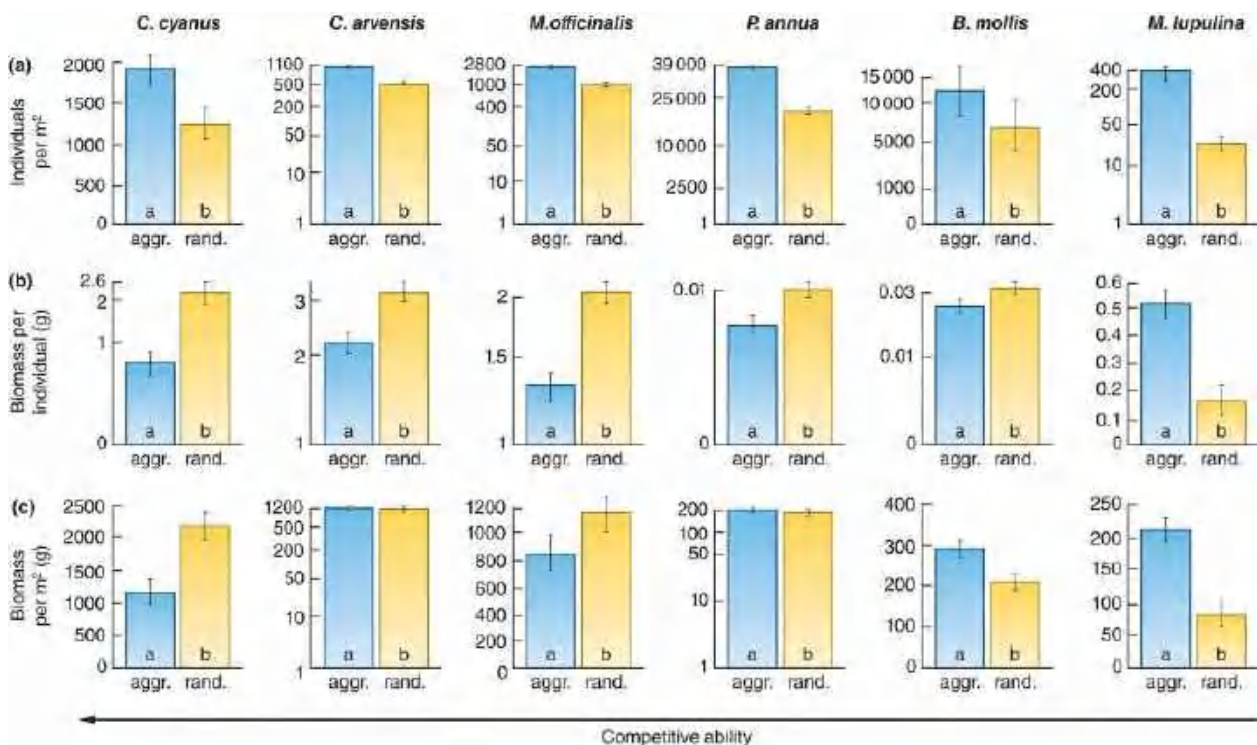 C. cyanus C. arvensis M.officinalis P. annua B. mollis M. lupulina
(a)
Individuals
per m²
2000
1500
1000
500
0
a b
aggr. rand.
1100
500
200
50
10
1
a b
aggr. rand.
2800
1000
400
50
10
1
a b
aggr. rand.
39 000
25 000
10 000
2500
1
a b
aggr. rand.
15 000
10 000
5000
1000
0
a b
aggr. rand.
400
200
50
10
1
a b
aggr. rand.
(b)
Biomass per
individual (g)
2.6
2
1
0
a b
aggr. rand.
3
2
1
a b
aggr. rand.
2
1.5
1
a b
aggr. rand.
0.01
0
a b
aggr. rand.
0.03
0.01
0
a b
aggr. rand.
0.6
0.5
0.4
0.3
0.2
0.1
0
a b
aggr. rand.
(c)
Biomass
per m² (g)
2500
2000
1500
1000
500
0
a b
aggr. rand.
1200
500
200
50
10
1
a b
aggr. rand.
1200
1000
800
600
400
200
0
a b
aggr. rand.
200
100
50
10
1
a b
aggr. rand.
400
300
200
100
0
a b
aggr. rand.
250
200
150
100
50
0
a b
aggr. rand.
Competitive ability